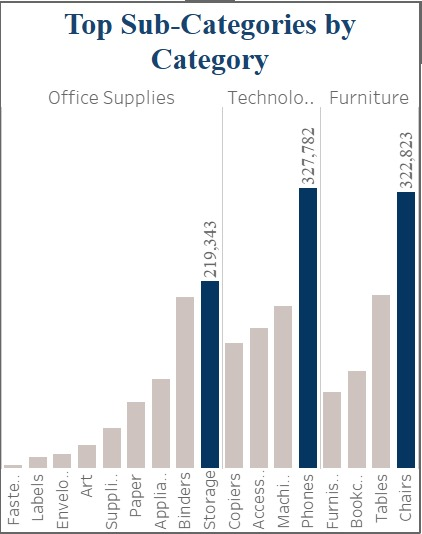 Top Sub-Categories by
Category
Office Supplies
Technolo..
Furniture
219,343
327,782
322,823
Faste..
Labels
Envelo..
Art
Suppli..
Paper
Applia..
Binders
Storage
Copiers
Access..
Machi..
Phones
Furnis..
Bookc..
Tables
Chairs